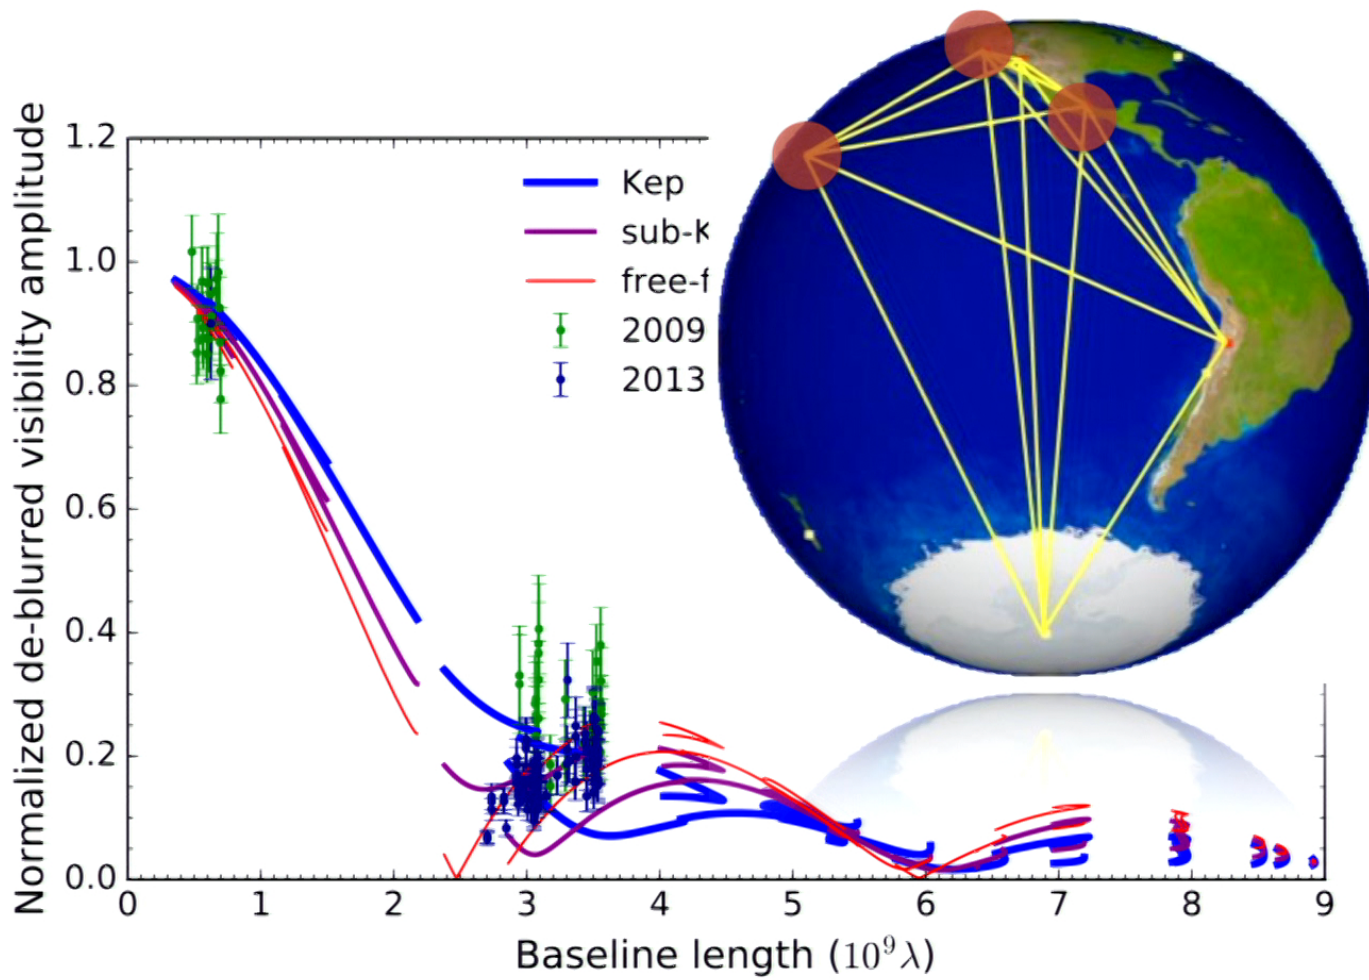 Normalized de-blurred visibility amplitude
1.2
1.0
0.8
0.6
0.4
0.2
0.0
Kep
sub-K
free-f
2009
2013
0 1 2 3 4 5 6 7 8 9
Baseline length (10⁹λ)